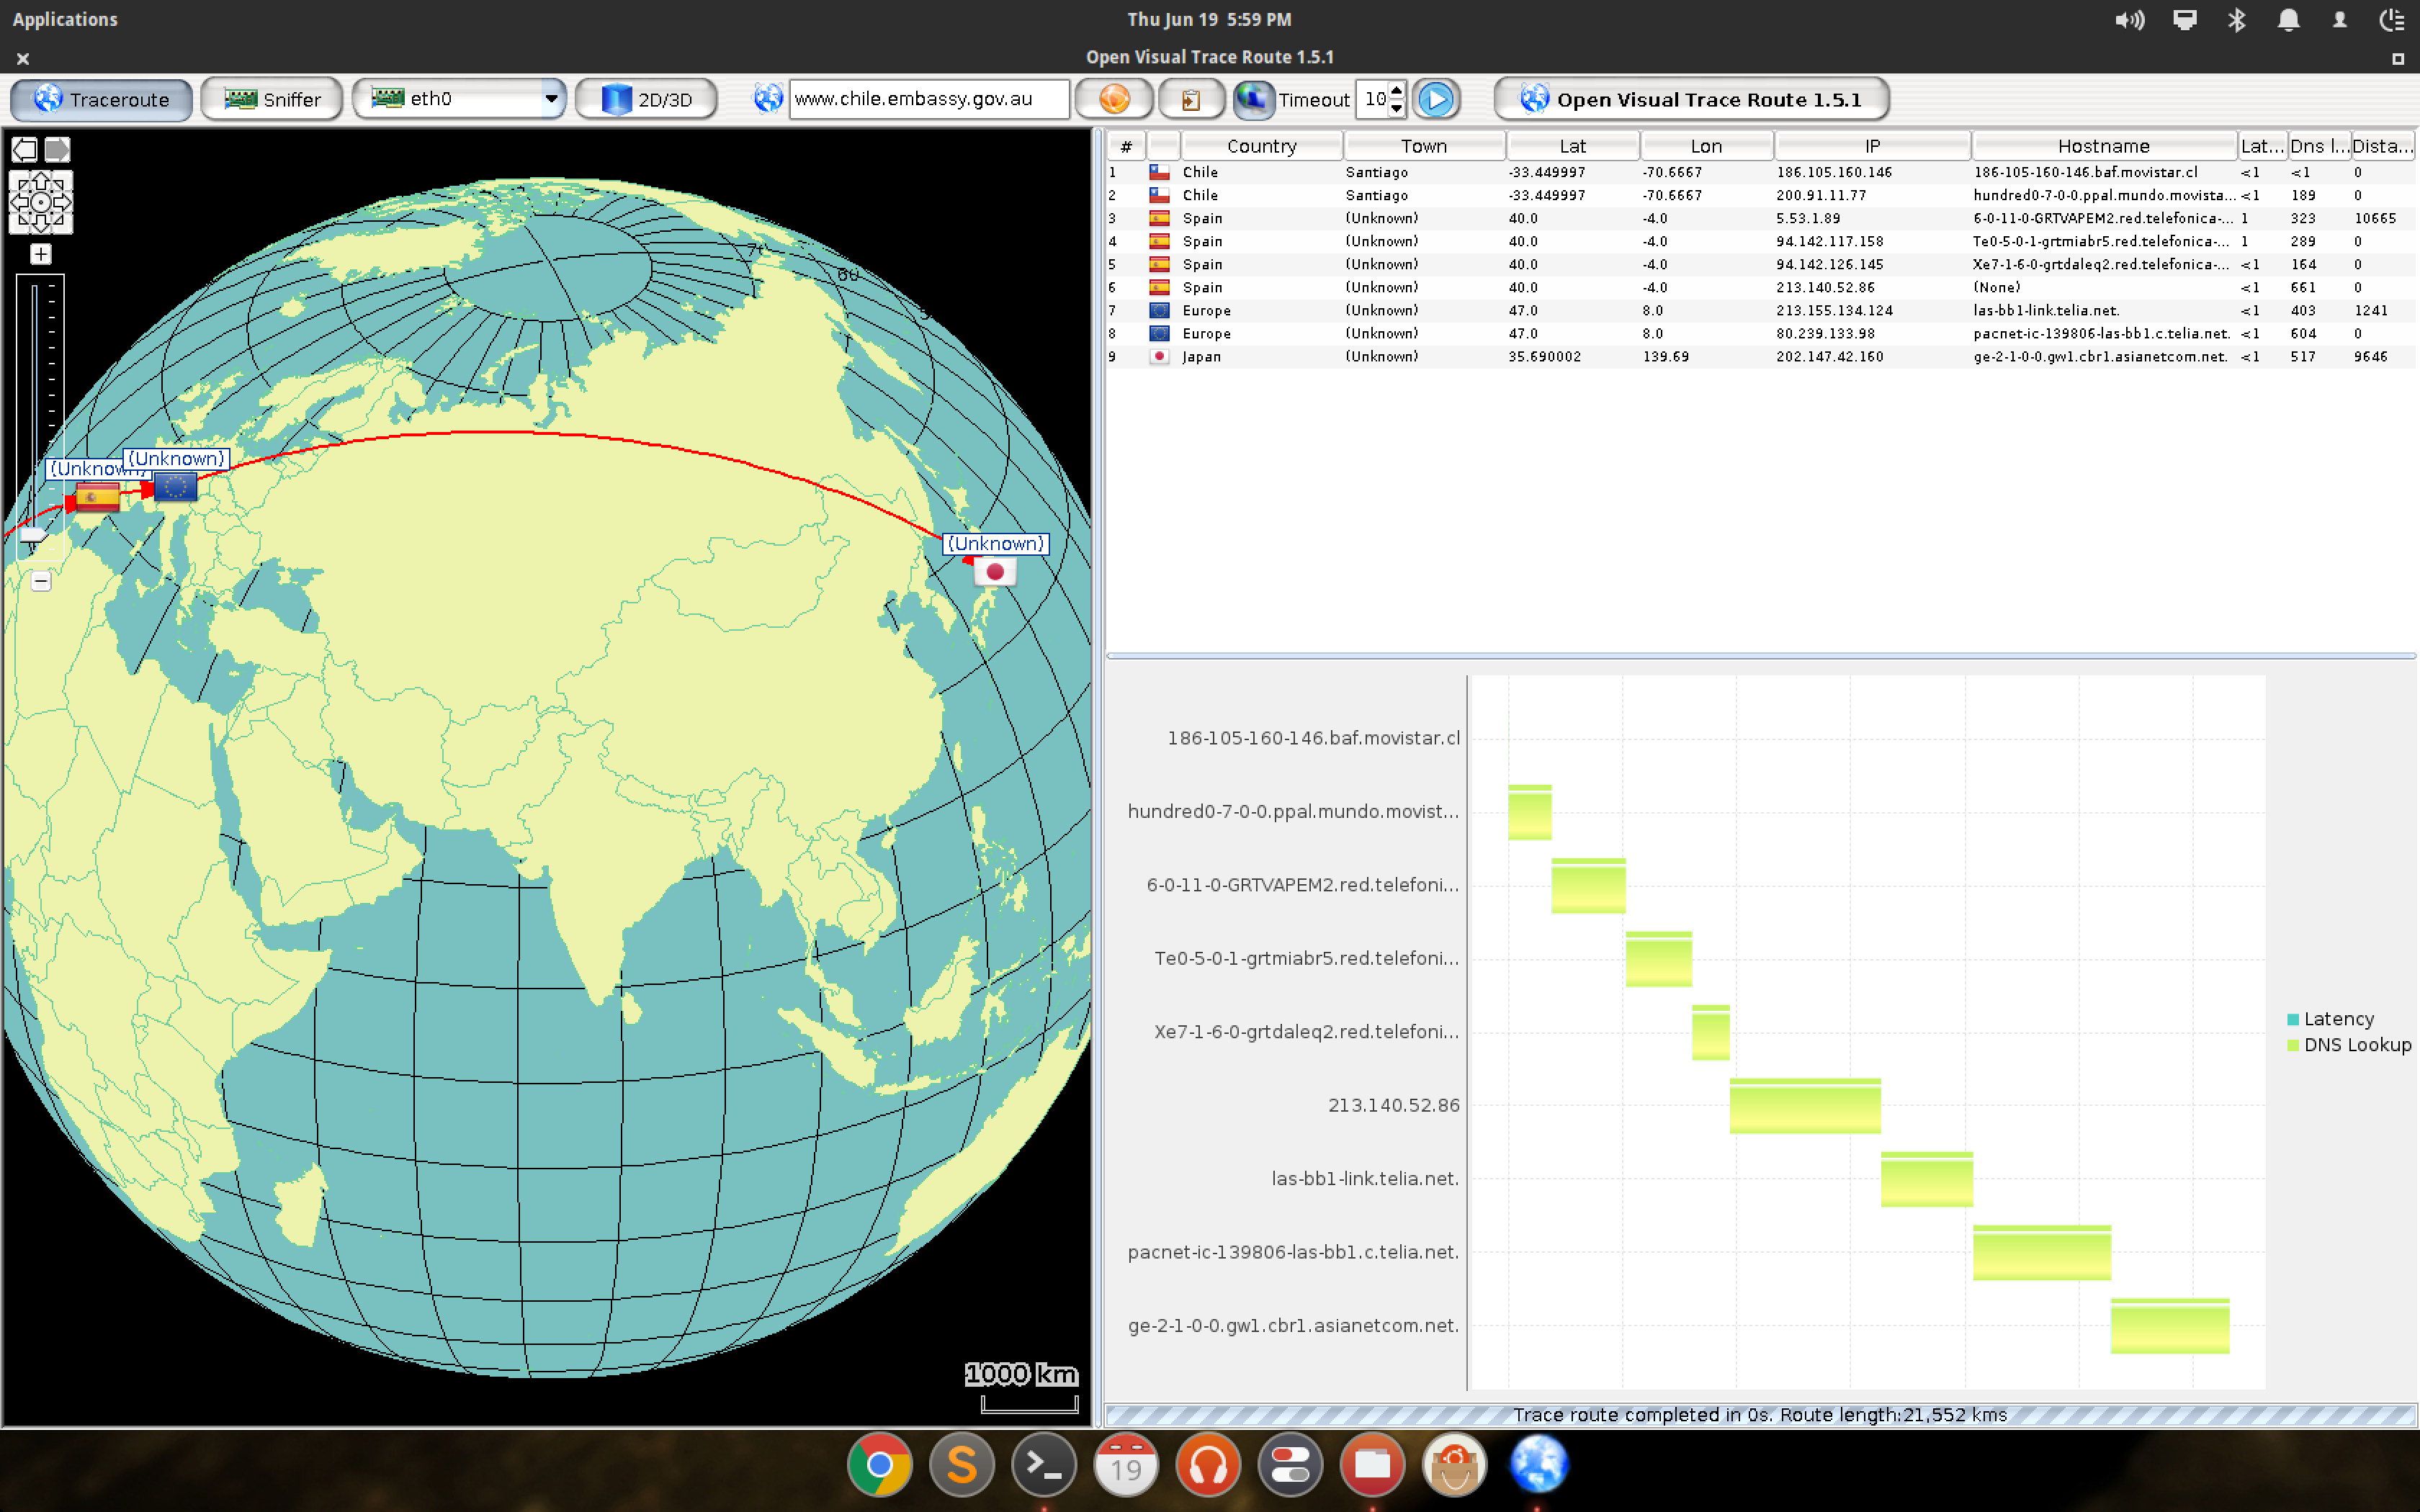 Applications
Thu Jun 19 5:59 PM
Open Visual Trace Route 1.5.1
Traceroute
Sniffer
eth0
2D/3D
www.chile.embassy.gov.au
Timeout
10
Open Visual Trace Route 1.5.1
# Country Town Lat Lon IP Hostname Lat... Dns l... Dista...
1 Chile Santiago -33.449997 -70.6667 186.105.160.146 186-105-160-146.baf.movistar.cl <1 <1 0
2 Chile Santiago -33.449997 -70.6667 200.91.11.77 hundred0-7-0-0.ppal.mundo.movista... <1 189 0
3 Spain (Unknown) 40.0 -4.0 5.53.1.89 6-0-11-0-GRTVAPEM2.red.telefonica-... 1 323 10665
4 Spain (Unknown) 40.0 -4.0 94.142.117.158 Te0-5-0-1-grtmiabr5.red.telefonica-... 1 289 0
5 Spain (Unknown) 40.0 -4.0 94.142.126.145 Xe7-1-6-0-grtdaleq2.red.telefonica-... <1 164 0
6 Spain (Unknown) 40.0 -4.0 213.140.52.86 (None) <1 661 0
7 Europe (Unknown) 47.0 8.0 213.155.134.124 las-bb1-link.telia.net. <1 403 1241
8 Europe (Unknown) 47.0 8.0 80.239.133.98 pacnet-ic-139806-las-bb1.c.telia.net. <1 604 0
9 Japan (Unknown) 35.690002 139.69 202.147.42.160 ge-2-1-0-0.gw1.cbr1.asianetcom.net. <1 517 9646
60
(Unknown)
(Unknown)
(Unknown)
1000 km
186-105-160-146.baf.movistar.cl
hundred0-7-0-0.ppal.mundo.movist...
6-0-11-0-GRTVAPEM2.red.telefoni...
Te0-5-0-1-grtmiabr5.red.telefoni...
Xe7-1-6-0-grtdaleq2.red.telefoni...
213.140.52.86
las-bb1-link.telia.net.
pacnet-ic-139806-las-bb1.c.telia.net.
ge-2-1-0-0.gw1.cbr1.asianetcom.net.
Latency
DNS Lookup
Trace route completed in 0s. Route length:21,552 kms
S
19